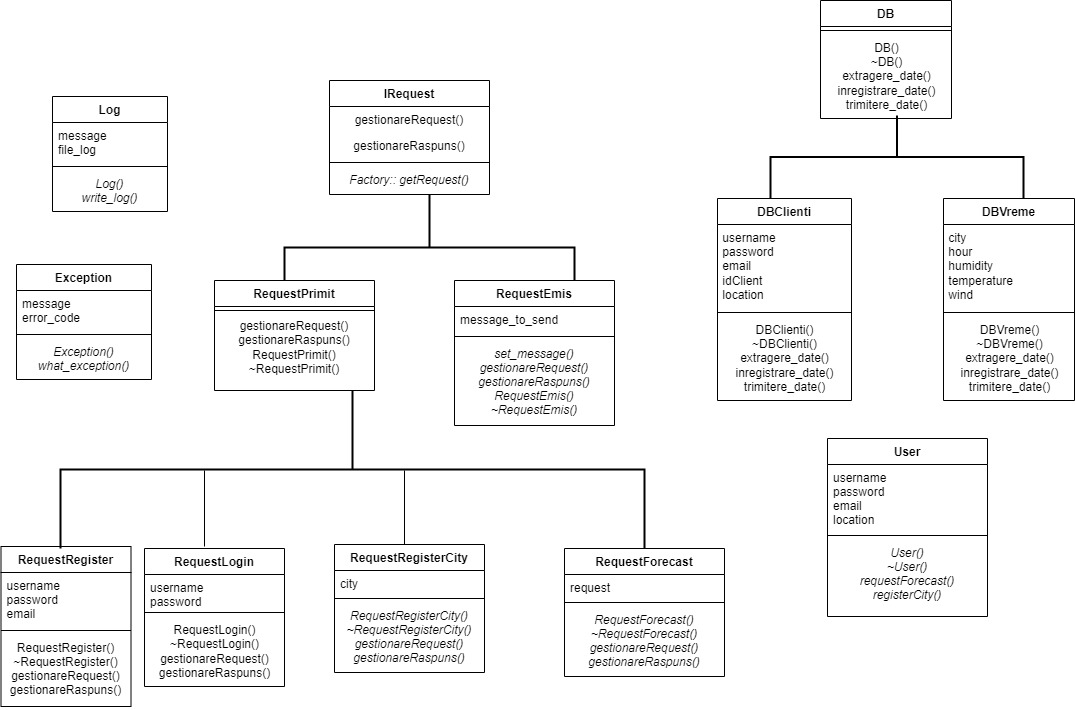 DB
DB()
~DB()
extragere_date()
inregistrare_date()
trimitere_date()
IRequest
gestionareRequest()
gestionareRaspuns()
Factory:: getRequest()
Log
message
file_log
Log()
write_log()
DBClienti
username
password
email
idClient
location
DBClienti()
~DBClienti()
extragere_date()
inregistrare_date()
trimitere_date()
DBVreme
city
hour
humidity
temperature
wind
DBVreme()
~DBVreme()
extragere_date()
inregistrare_date()
trimitere_date()
Exception
message
error_code
Exception()
what_exception()
RequestPrimit
gestionareRequest()
gestionareRaspuns()
RequestPrimit()
~RequestPrimit()
RequestEmis
message_to_send
set_message()
gestionareRequest()
gestionareRaspuns()
RequestEmis()
~RequestEmis()
User
username
password
email
location
User()
~User()
requestForecast()
registerCity()
RequestRegister
username
password
email
RequestRegister()
~RequestRegister()
gestionareRequest()
gestionareRaspuns()
RequestLogin
username
password
RequestLogin()
~RequestLogin()
gestionareRequest()
gestionareRaspuns()
RequestRegisterCity
city
RequestRegisterCity()
~RequestRegisterCity()
gestionareRequest()
gestionareRaspuns()
RequestForecast
request
RequestForecast()
~RequestForecast()
gestionareRequest()
gestionareRaspuns()